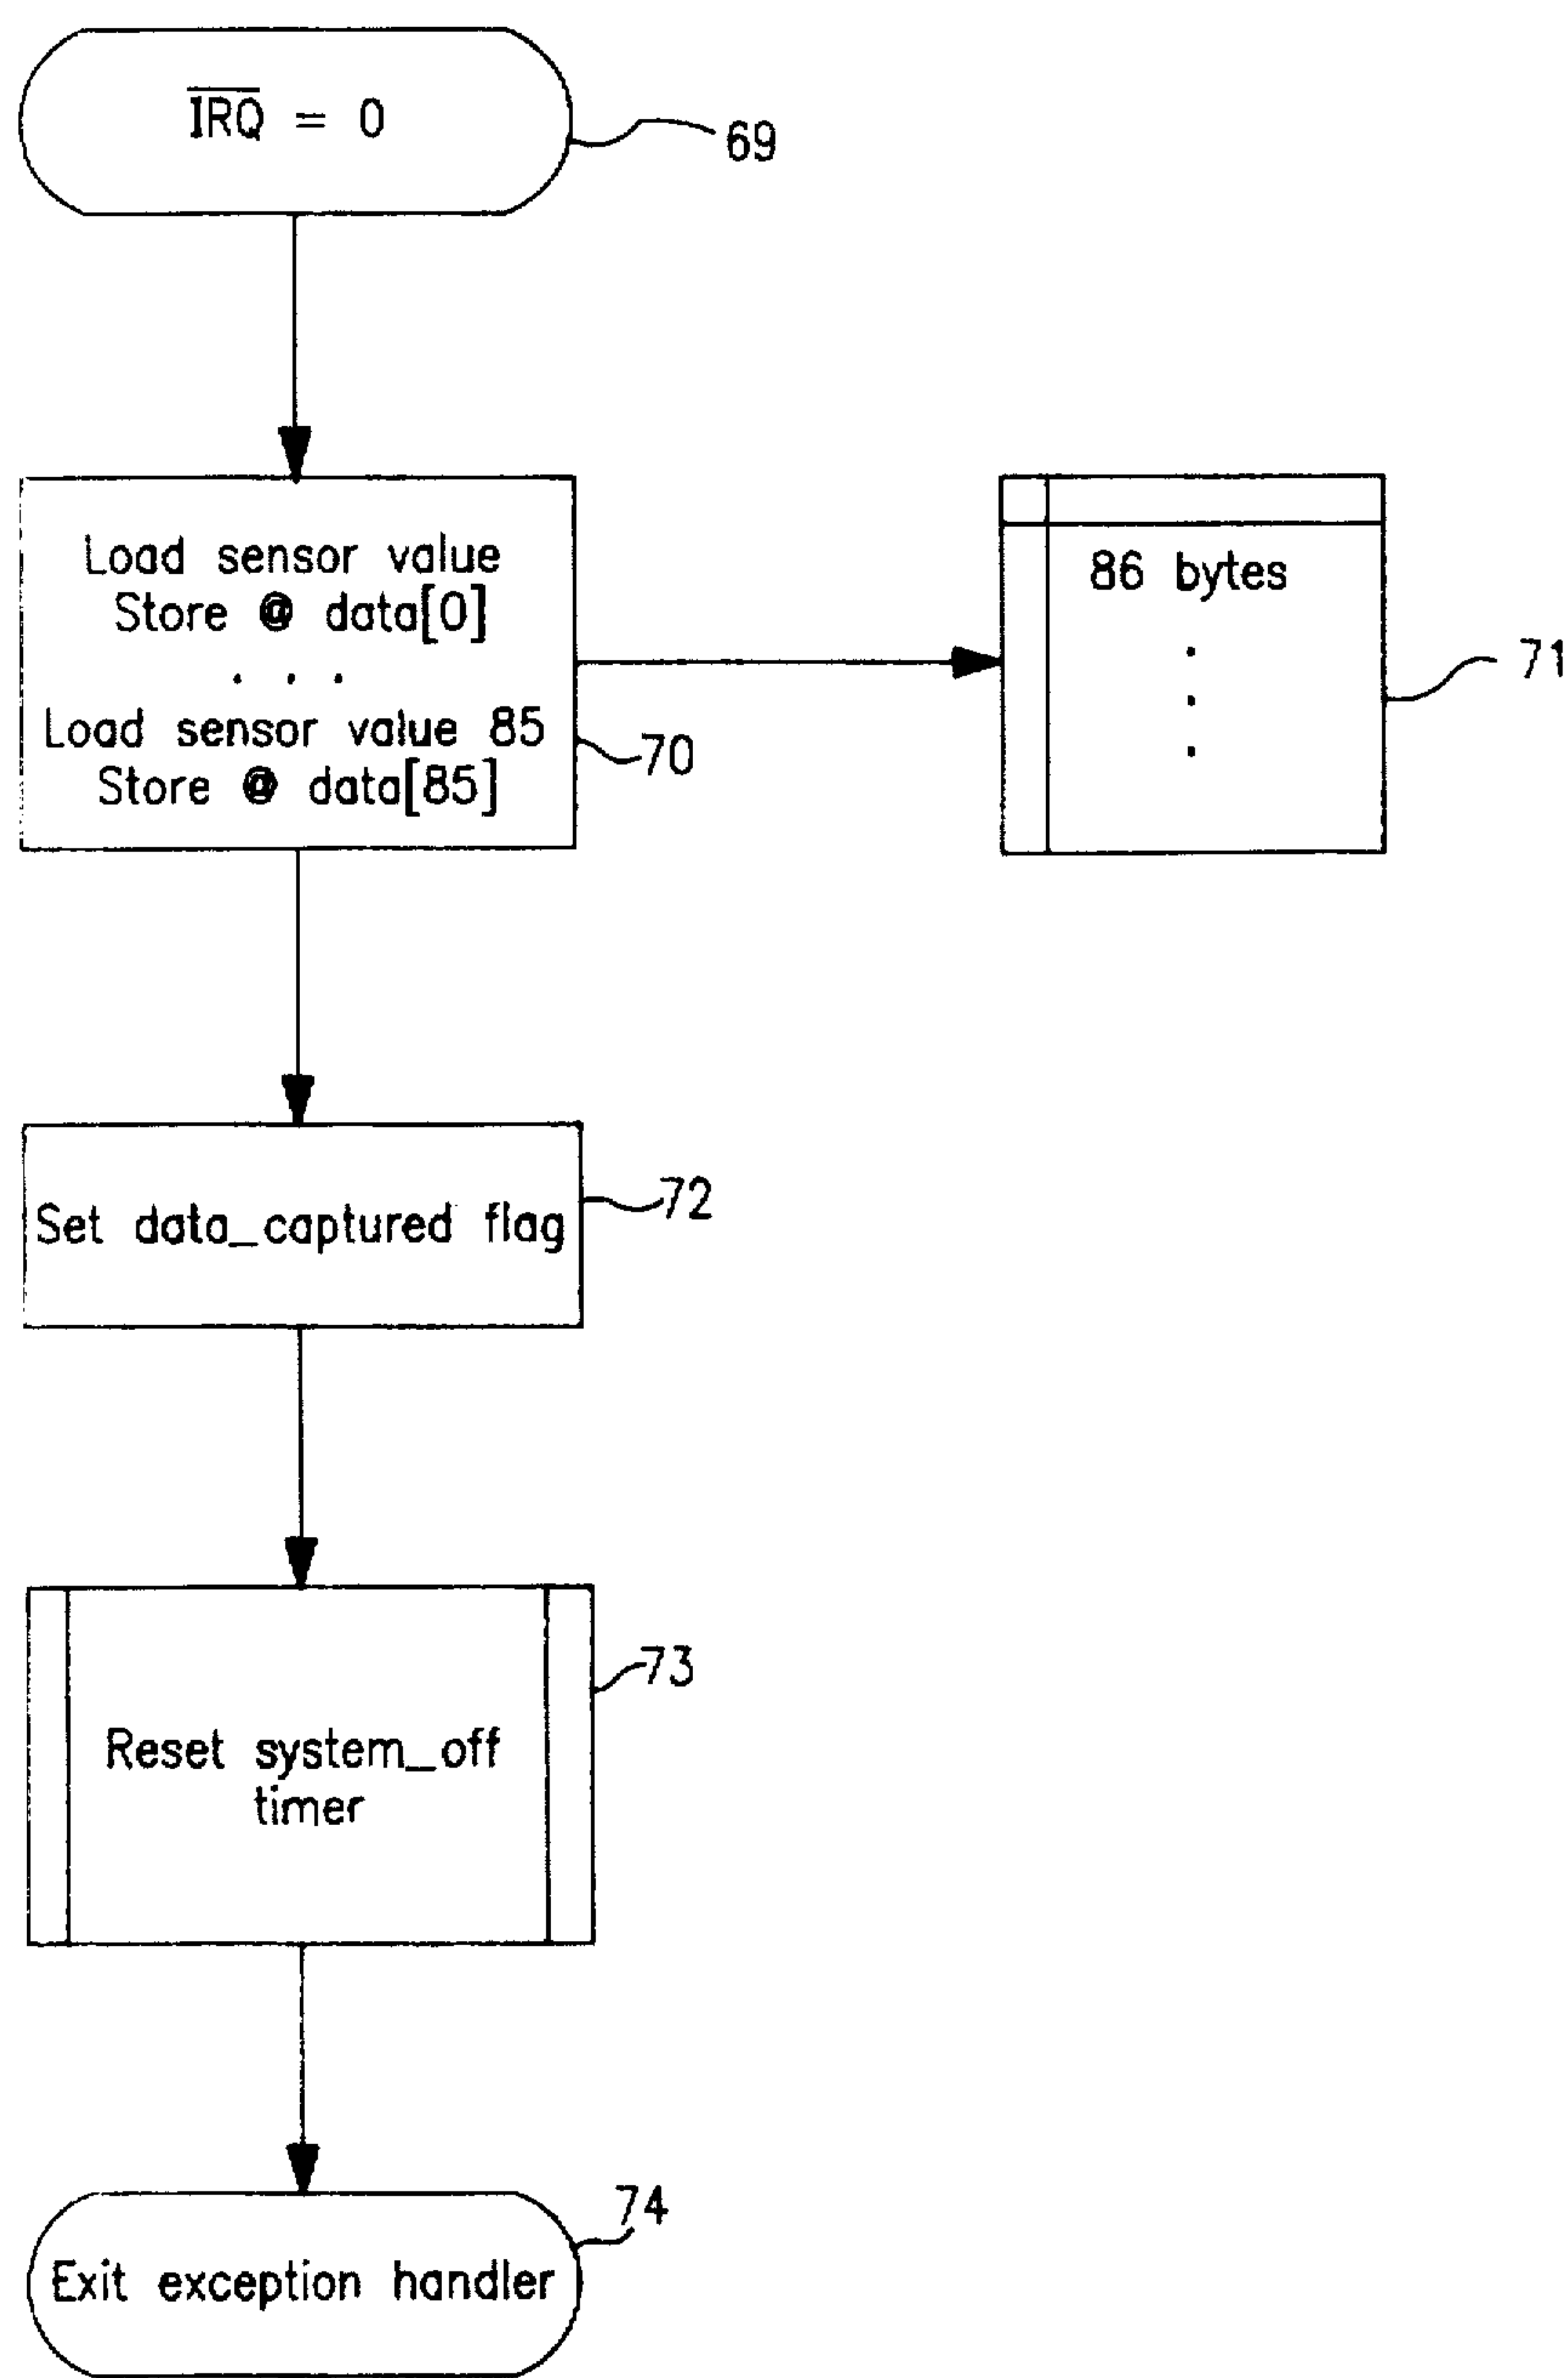 I̅R̅Q̅ = 0
69
Load sensor value
Store @ data[0]
. . .
Load sensor value 85
Store @ data[85]
70
86 bytes
.
.
.
71
Set data_captured flag
72
Reset system_off
timer
73
Exit exception handler
74